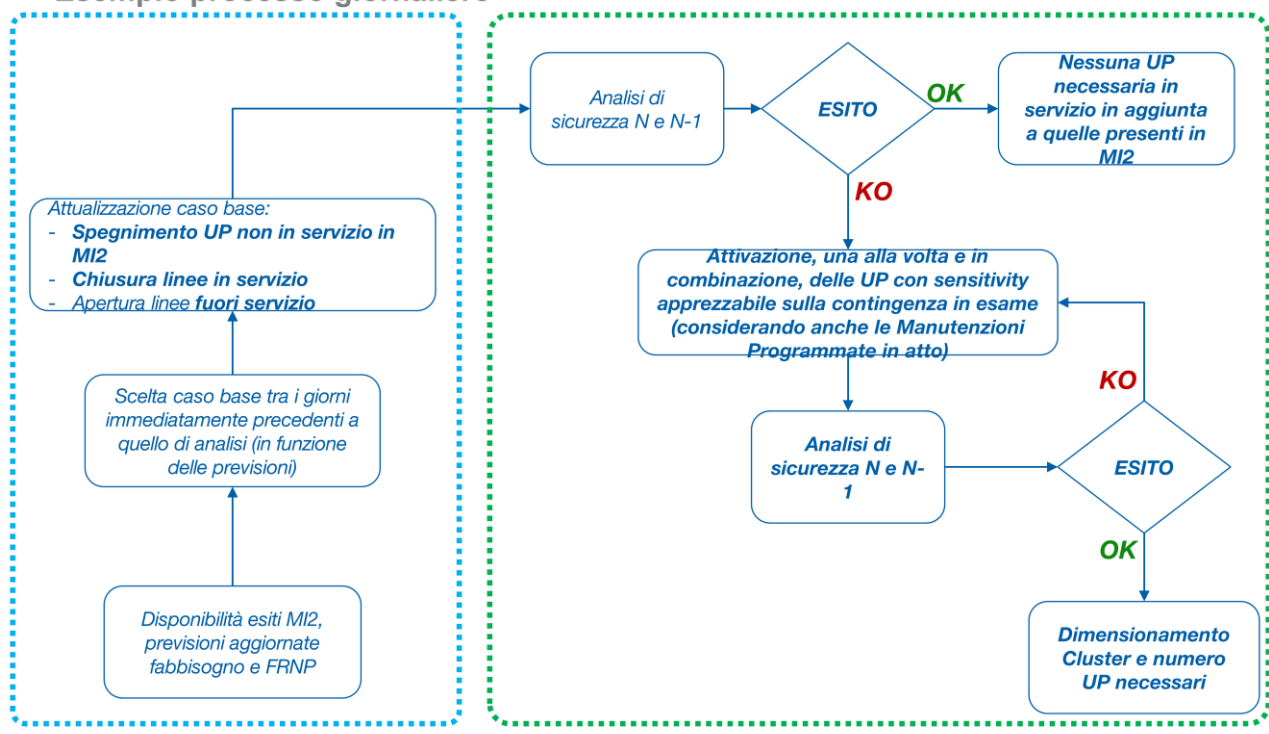 Esempio processo giornaliero
Analisi di
sicurezza N e N-1
ESITO
OK
Nessuna UP
necessaria in
servizio in aggiunta
a quelle presenti in
MI2
KO
Attualizzazione caso base:
- Spegnimento UP non in servizio in
MI2
- Chiusura linee in servizio
- Apertura linee fuori servizio
Attivazione, una alla volta e in
combinazione, delle UP con sensitivity
apprezzabile sulla contingenza in esame
(considerando anche le Manutenzioni
Programmate in atto)
KO
Scelta caso base tra i giorni
immediatamente precedenti a
quello di analisi (in funzione
delle previsioni)
Analisi di
sicurezza N e N-
1
ESITO
OK
Disponibilità esiti MI2,
previsioni aggiornate
fabbisogno e FRNP
Dimensionamento
Cluster e numero
UP necessari